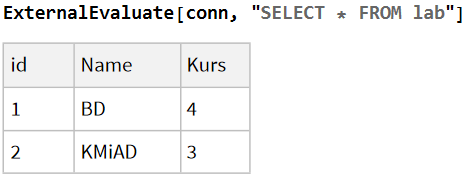 ExternalEvaluate[conn, "SELECT * FROM lab"]
id Name Kurs
1 BD 4
2 KMiAD 3